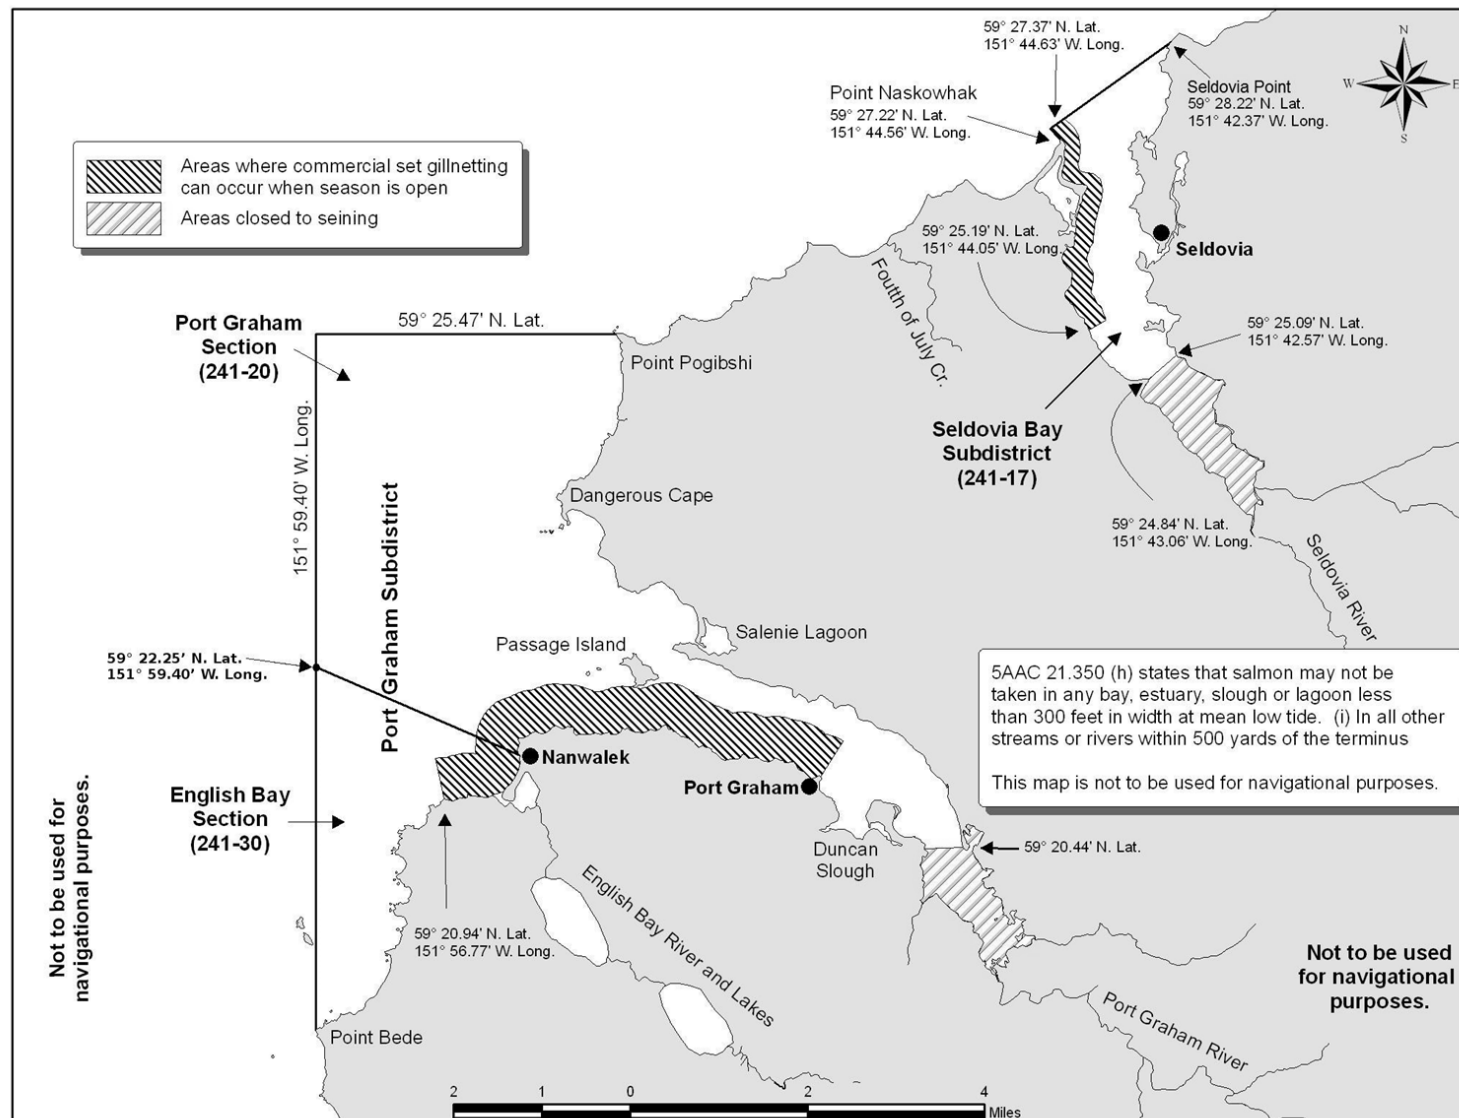 59° 27.37' N. Lat.
151° 44.63' W. Long.
N
W
E
S
Point Naskowhak
59° 27.22' N. Lat.
151° 44.56' W. Long.
Seldovia Point
59° 28.22' N. Lat.
151° 42.37' W. Long.
Areas where commercial set gillnetting
can occur when season is open
Areas closed to seining
59° 25.19' N. Lat.
151° 44.05' W. Long.
Seldovia
Foutth of July Cr.
Port Graham
Section
(241-20)
59° 25.47' N. Lat.
Point Pogibshi
59° 25.09' N. Lat.
151° 42.57' W. Long.
151° 59.40' W. Long.
Seldovia Bay
Subdistrict
(241-17)
Port Graham Subdistrict
Dangerous Cape
59° 24.84' N. Lat.
151° 43.06' W. Long.
Seldovia River
Passage Island
Salenie Lagoon
59° 22.25' N. Lat.
151° 59.40' W. Long.
5AAC 21.350 (h) states that salmon may not be
taken in any bay, estuary, slough or lagoon less
than 300 feet in width at mean low tide. (i) In all other
streams or rivers within 500 yards of the terminus
This map is not to be used for navigational purposes.
Nanwalek
Port Graham
English Bay
Section
(241-30)
Not to be used for
navigational purposes.
Duncan
Slough
59° 20.44' N. Lat.
59° 20.94' N. Lat.
151° 56.77' W. Long.
English Bay River and Lakes
Not to be used
for navigational
purposes.
Point Bede
Port Graham River
2 1 0 2 4
Miles